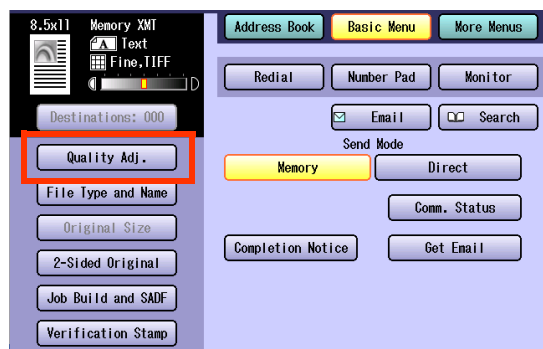 8.5x11 Memory XMT
A Text
Fine,TIFF
D
Destinations: 000
Quality Adj.
File Type and Name
Original Size
2-Sided Original
Job Build and SADF
Verification Stamp
Address Book Basic Menu More Menus
Redial Number Pad Monitor
Email Search
Send Mode
Memory Direct
Comm. Status
Completion Notice Get Email